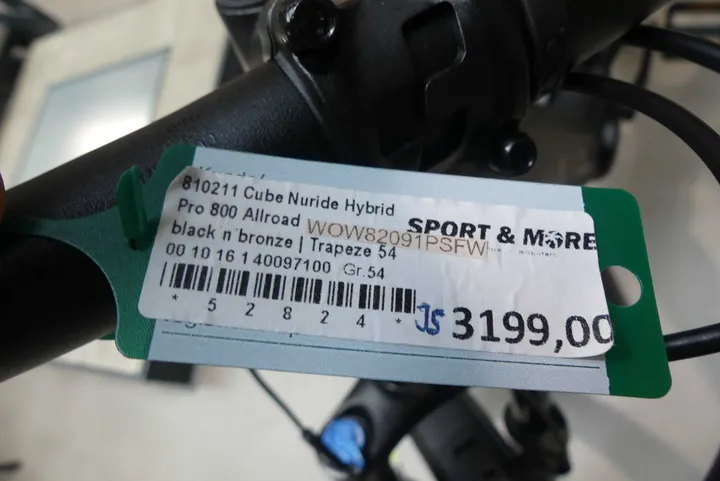 810211 Cube Nuride Hybrid
Pro 800 Allroad
WOW82091PSFW
SPORT & MORE
black n bronze | Trapeze 54
00 10 16 1 40097100 Gr.54
* 5 2 8 2 4 *
JS
3199,00